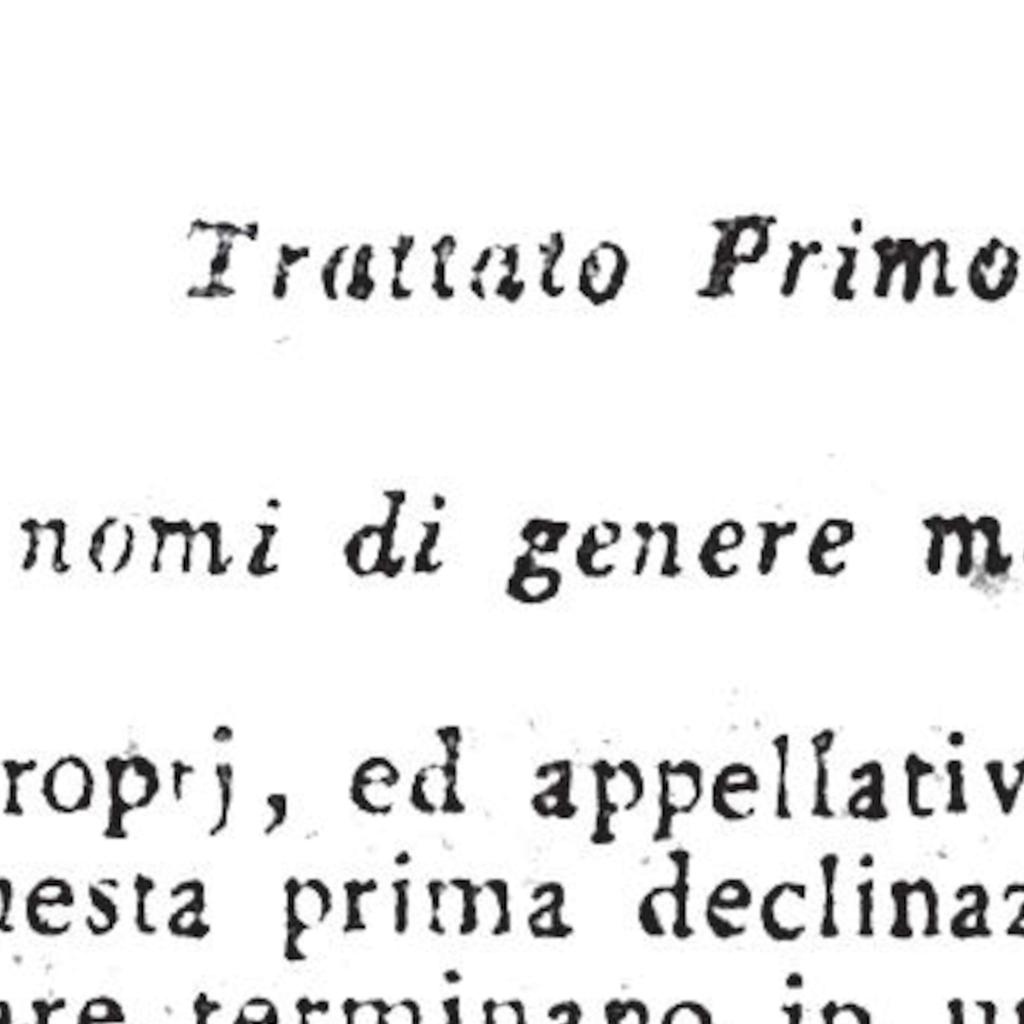 Trattato Primo
nomi di genere m
roprj, ed appellativ
uesta prima declinaz
are terminano in u